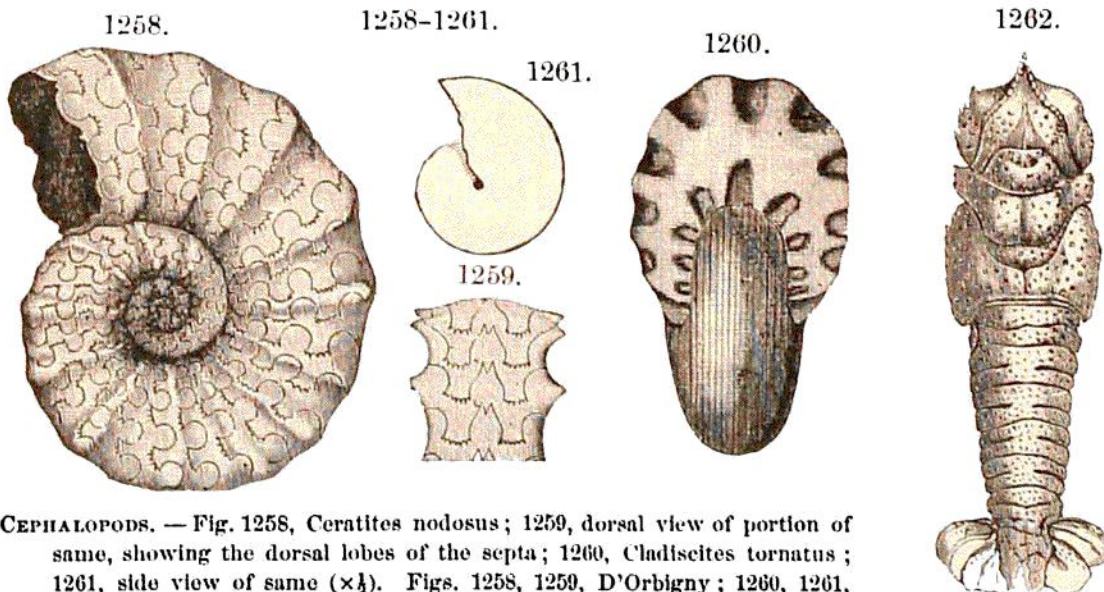 1258.
1258–1261.
1260.
1262.
1261.
1259.
CEPHALOPODS. — Fig. 1258, Ceratites nodosus; 1259, dorsal view of portion of
same, showing the dorsal lobes of the septa; 1260, Cladiscites tornatus;
1261, side view of same (×½). Figs. 1258, 1259, D'Orbigny; 1260, 1261,